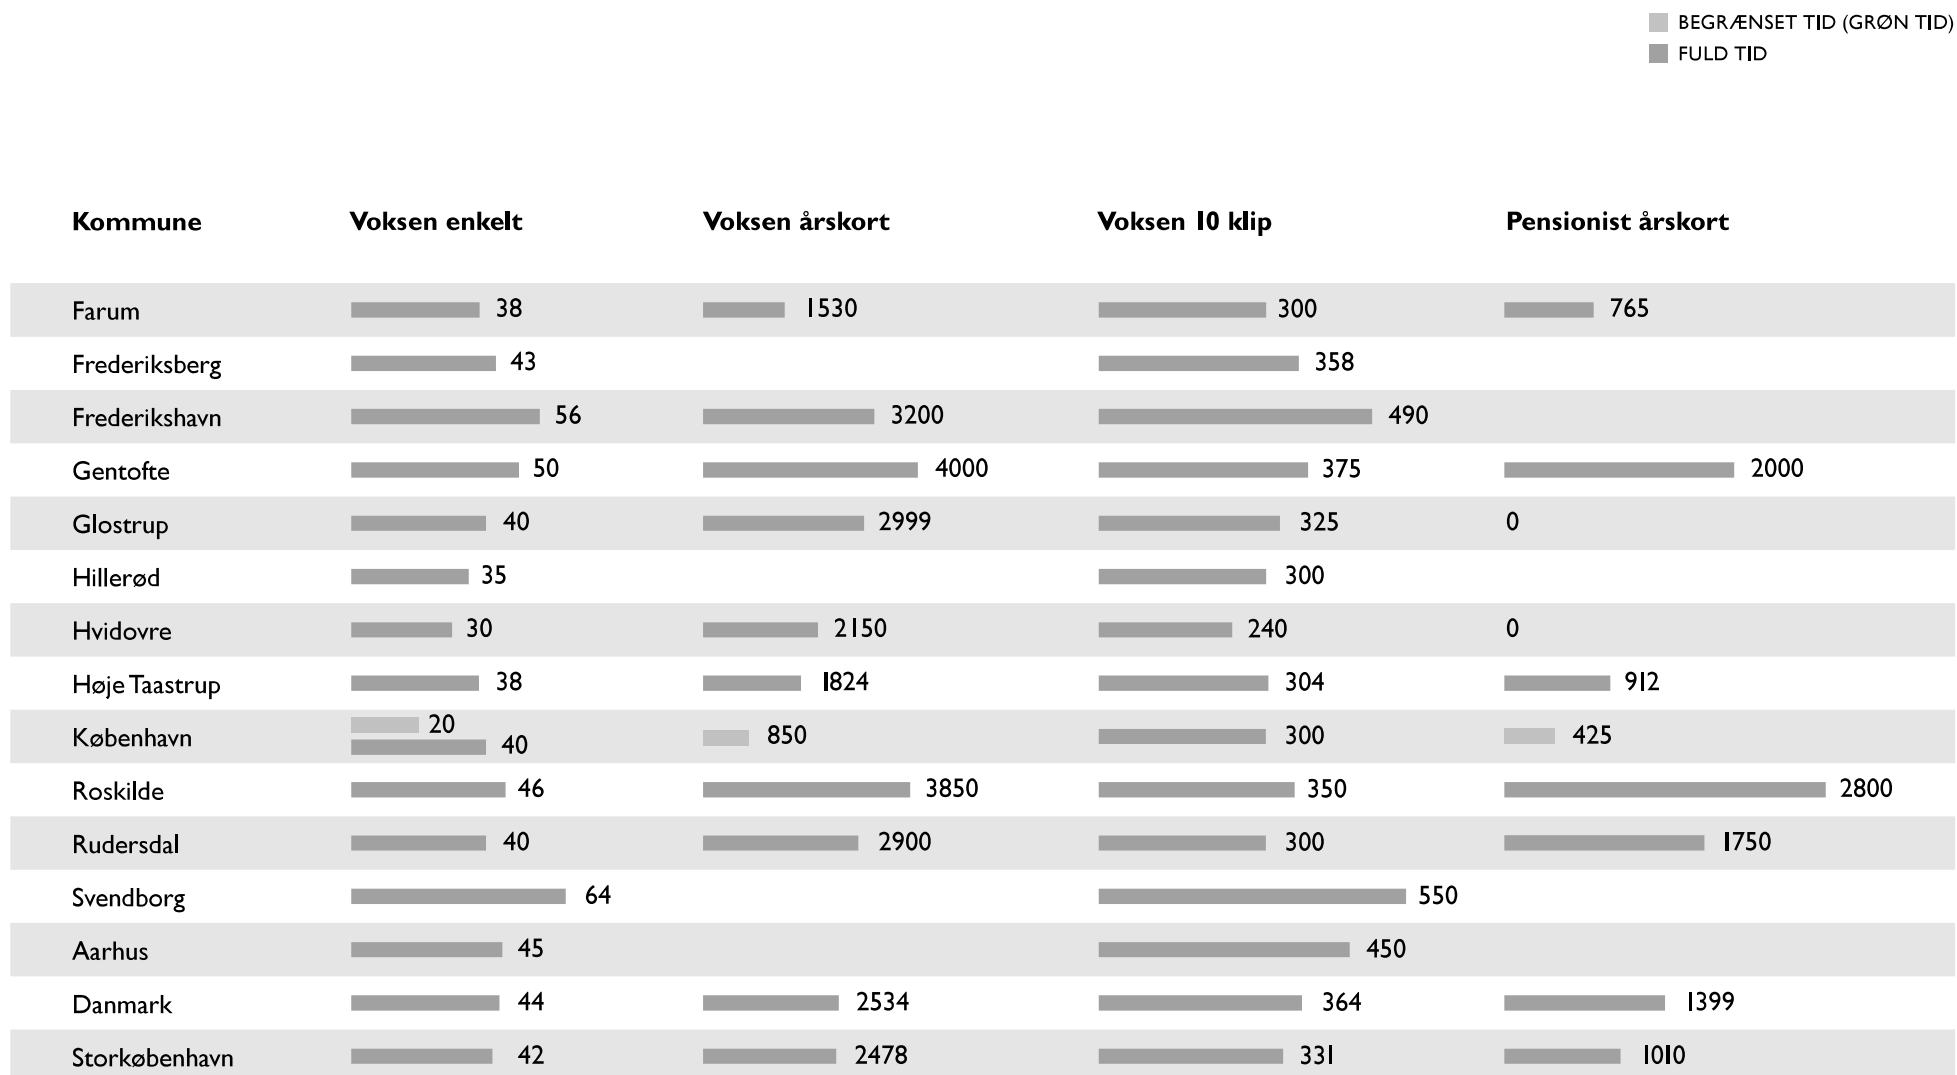 BEGRÆNSET TID (GRØN TID)
FULD TID
Kommune Voksen enkelt Voksen årskort Voksen 10 klip Pensionist årskort
Farum 38 1530 300 765
Frederiksberg 43 358
Frederikshavn 56 3200 490
Gentofte 50 4000 375 2000
Glostrup 40 2999 325 0
Hillerød 35 300
Hvidovre 30 2150 240 0
Høje Taastrup 38 1824 304 912
København 20 40 850 300 425
Roskilde 46 3850 350 2800
Rudersdal 40 2900 300 1750
Svendborg 64 550
Aarhus 45 450
Danmark 44 2534 364 1399
Storkøbenhavn 42 2478 331 1010